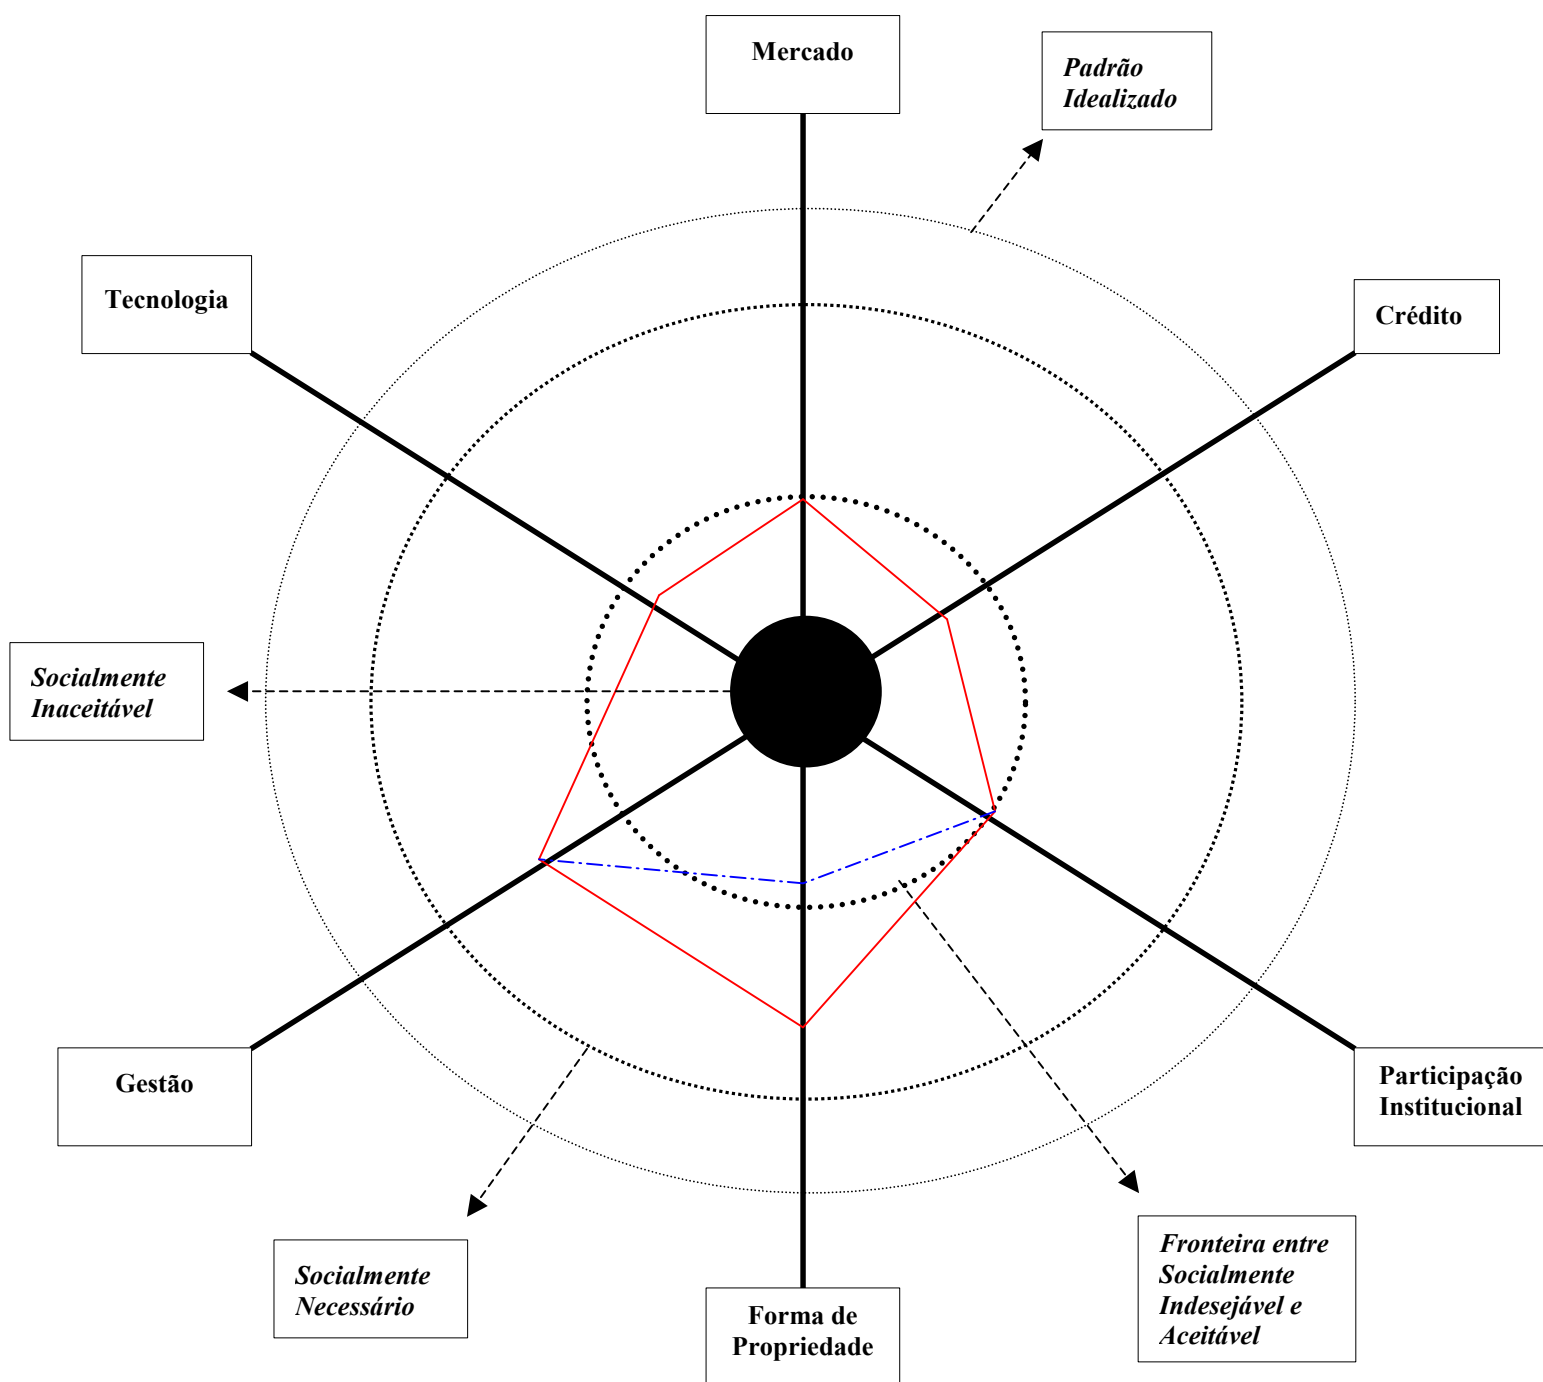 Mercado
Padrão
Idealizado
Tecnologia
Crédito
Socialmente
Inaceitável
Gestão
Participação
Institucional
Socialmente
Necessário
Forma de
Propriedade
Fronteira entre
Socialmente
Indesejável e
Aceitável